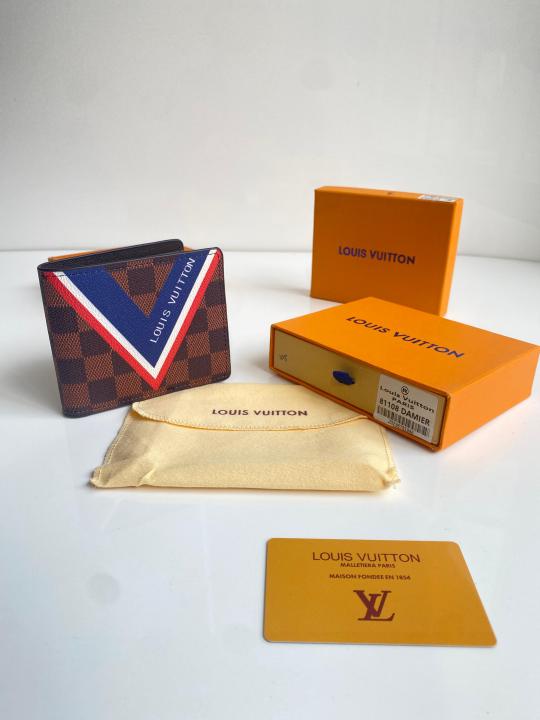 LOUIS VUITTON
LOUIS VUITTON
LOUIS VUITTON
®
Louis Vuitton
PARIS
81108 DAMIER
LOUIS VUITTON
LOUIS VUITTON
MALLETIERA PARIS
MAISON FONDEE EN 1854
LV